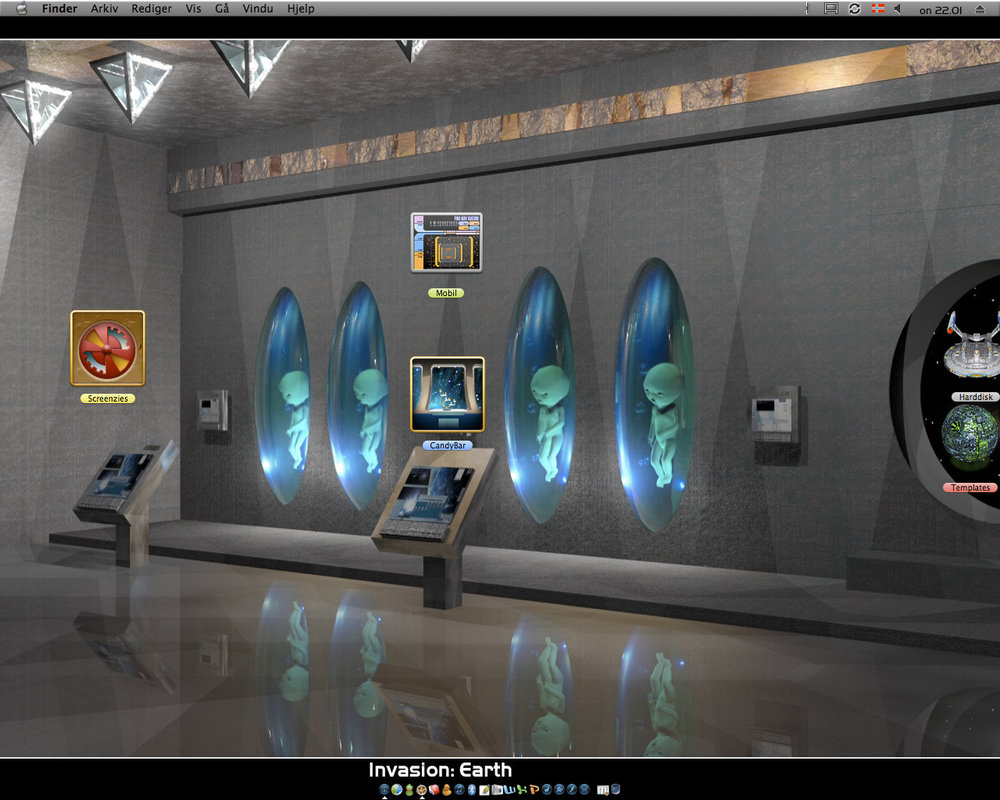 Finder Arkiv Rediger Vis Gå Vindu Hjelp on 22.01
Mobil
Screenzies
Harddisk
CandyBar
Templates
Invasion: Earth